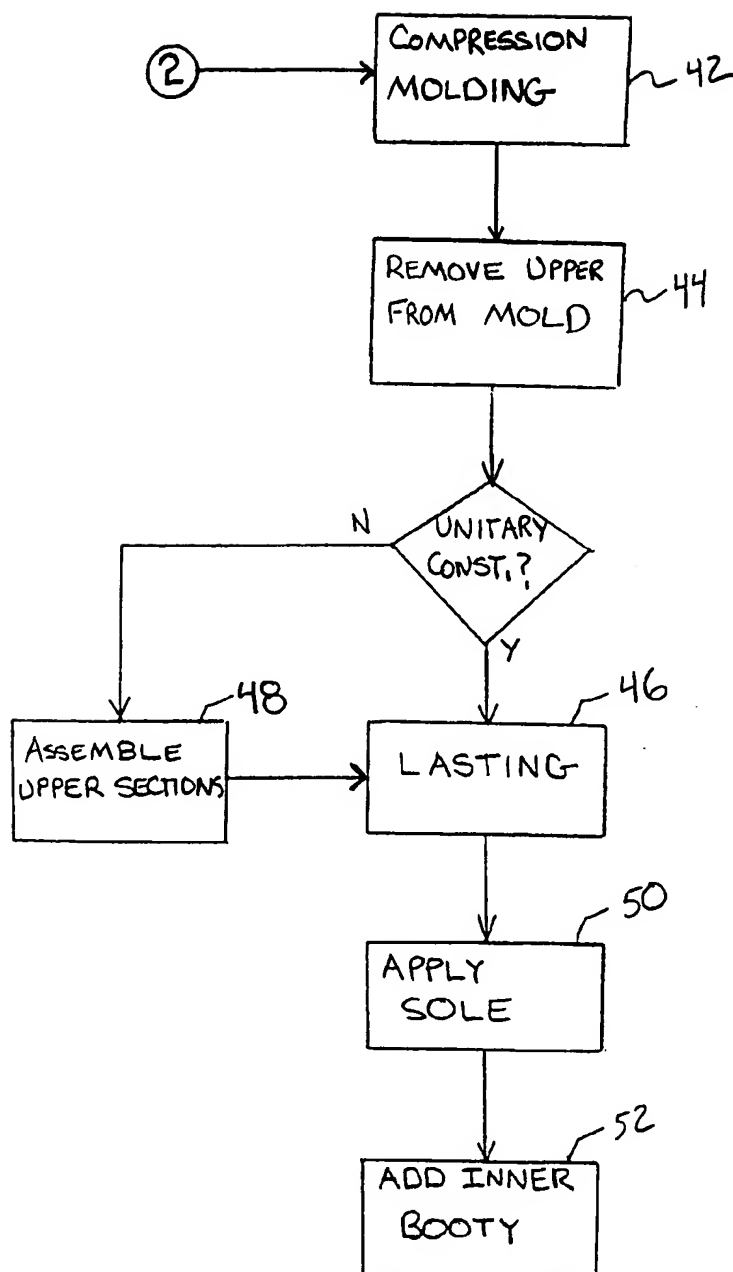 COMPRESSION
MOLDING
42
2
REMOVE UPPER
FROM MOLD
44
UNITARY
CONST.?
N
Y
48
ASSEMBLE
UPPER SECTIONS
46
LASTING
50
APPLY
SOLE
52
ADD INNER
BOOTY